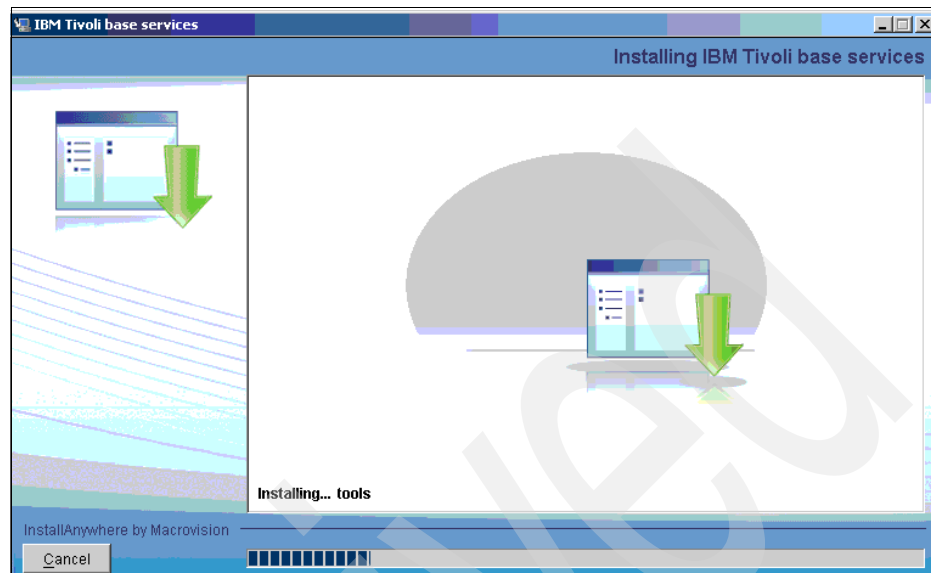 IBM Tivoli base services
Installing IBM Tivoli base services
Installing... tools
InstallAnywhere by Macrovision
Cancel